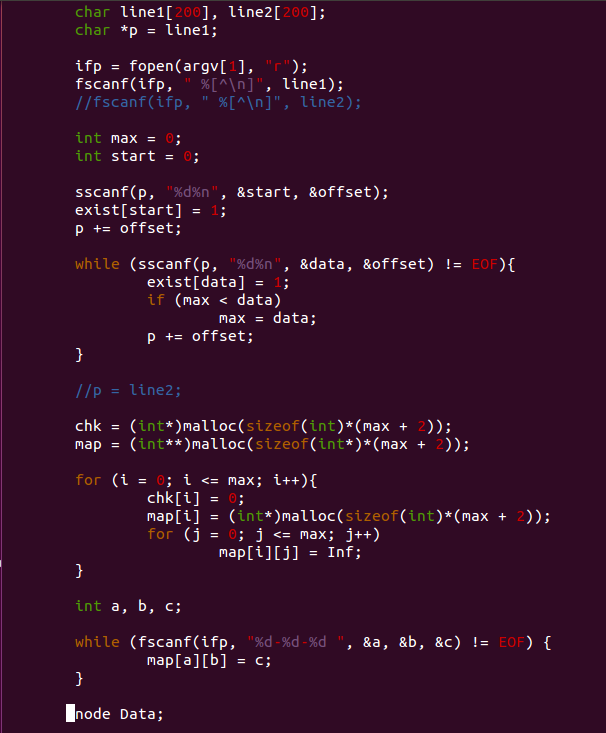 char line1[200], line2[200];
char *p = line1;
ifp = fopen(argv[1], "r");
fscanf(ifp, " %[^\n]", line1);
//fscanf(ifp, " %[^\n]", line2);
int max = 0;
int start = 0;
sscanf(p, "%d%n", &start, &offset);
exist[start] = 1;
p += offset;
while (sscanf(p, "%d%n", &data, &offset) != EOF){
exist[data] = 1;
if (max < data)
max = data;
p += offset;
}
//p = line2;
chk = (int*)malloc(sizeof(int)*(max + 2));
map = (int**)malloc(sizeof(int*)*(max + 2));
for (i = 0; i <= max; i++){
chk[i] = 0;
map[i] = (int*)malloc(sizeof(int)*(max + 2));
for (j = 0; j <= max; j++)
map[i][j] = Inf;
}
int a, b, c;
while (fscanf(ifp, "%d-%d-%d ", &a, &b, &c) != EOF) {
map[a][b] = c;
}
node Data;